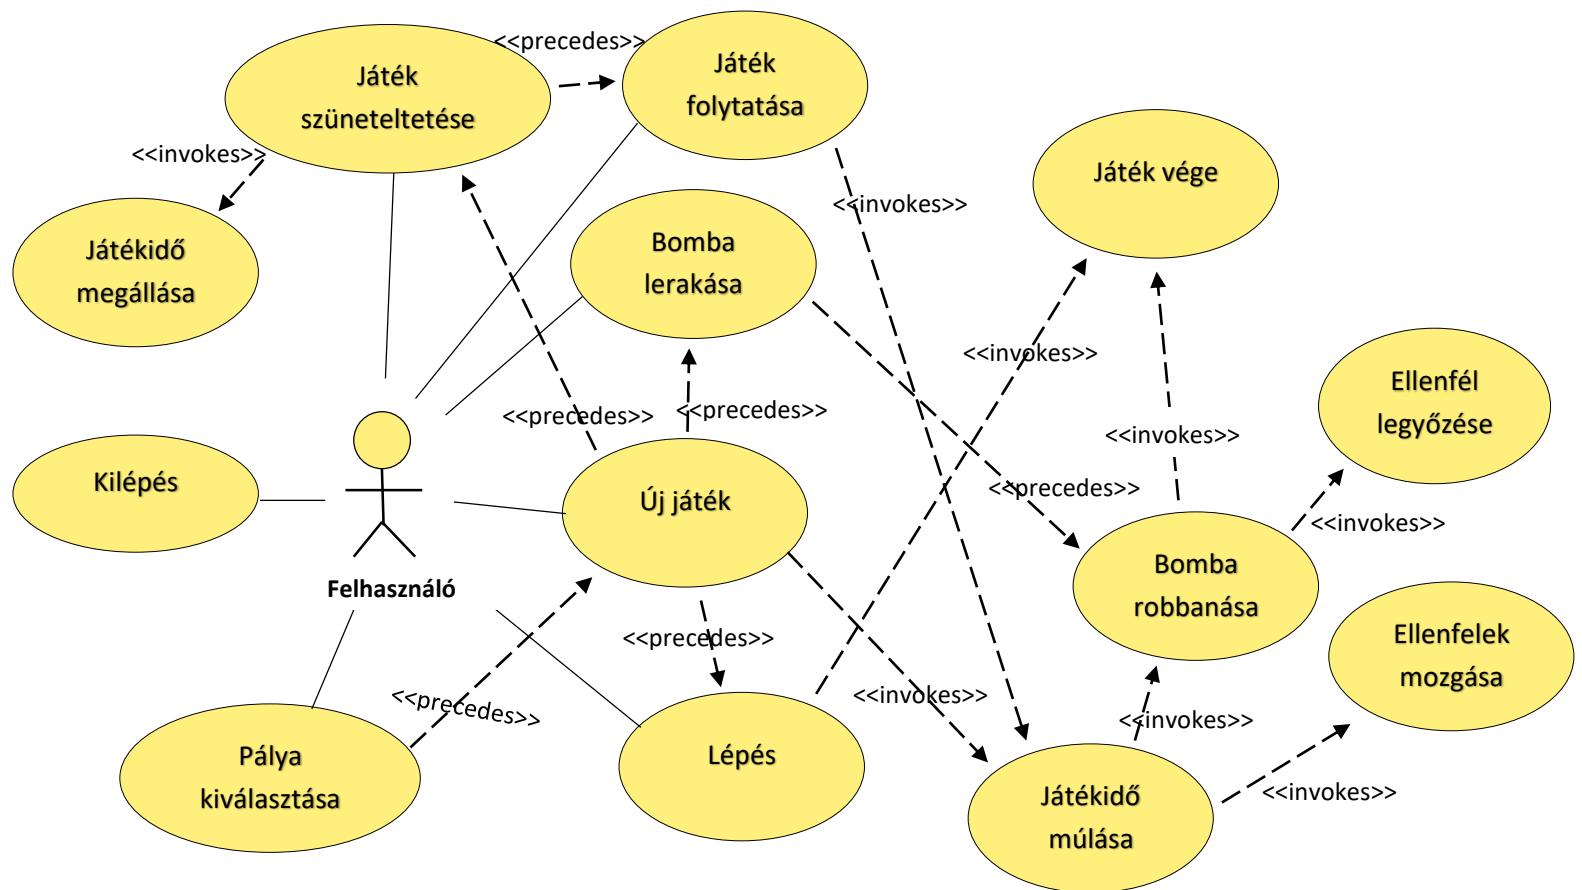 <<precedes>>
Játék
szüneteltetése
Játék
folytatása
<<invokes>>
Játék vége
<<invokes>>
Játékidő
megállása
Bomba
lerakása
<<invokes>>
Ellenfél
legyőzése
<<precedes>>
<<precedes>>
<<invokes>>
Kilépés
Új játék
<<precedes>>
<<invokes>>
Felhasználó
Bomba
robbanása
<<precedes>>
Ellenfelek
mozgása
<<precedes>>
<<invokes>>
<<invokes>>
Pálya
kiválasztása
Lépés
Játékidő
múlása
<<invokes>>